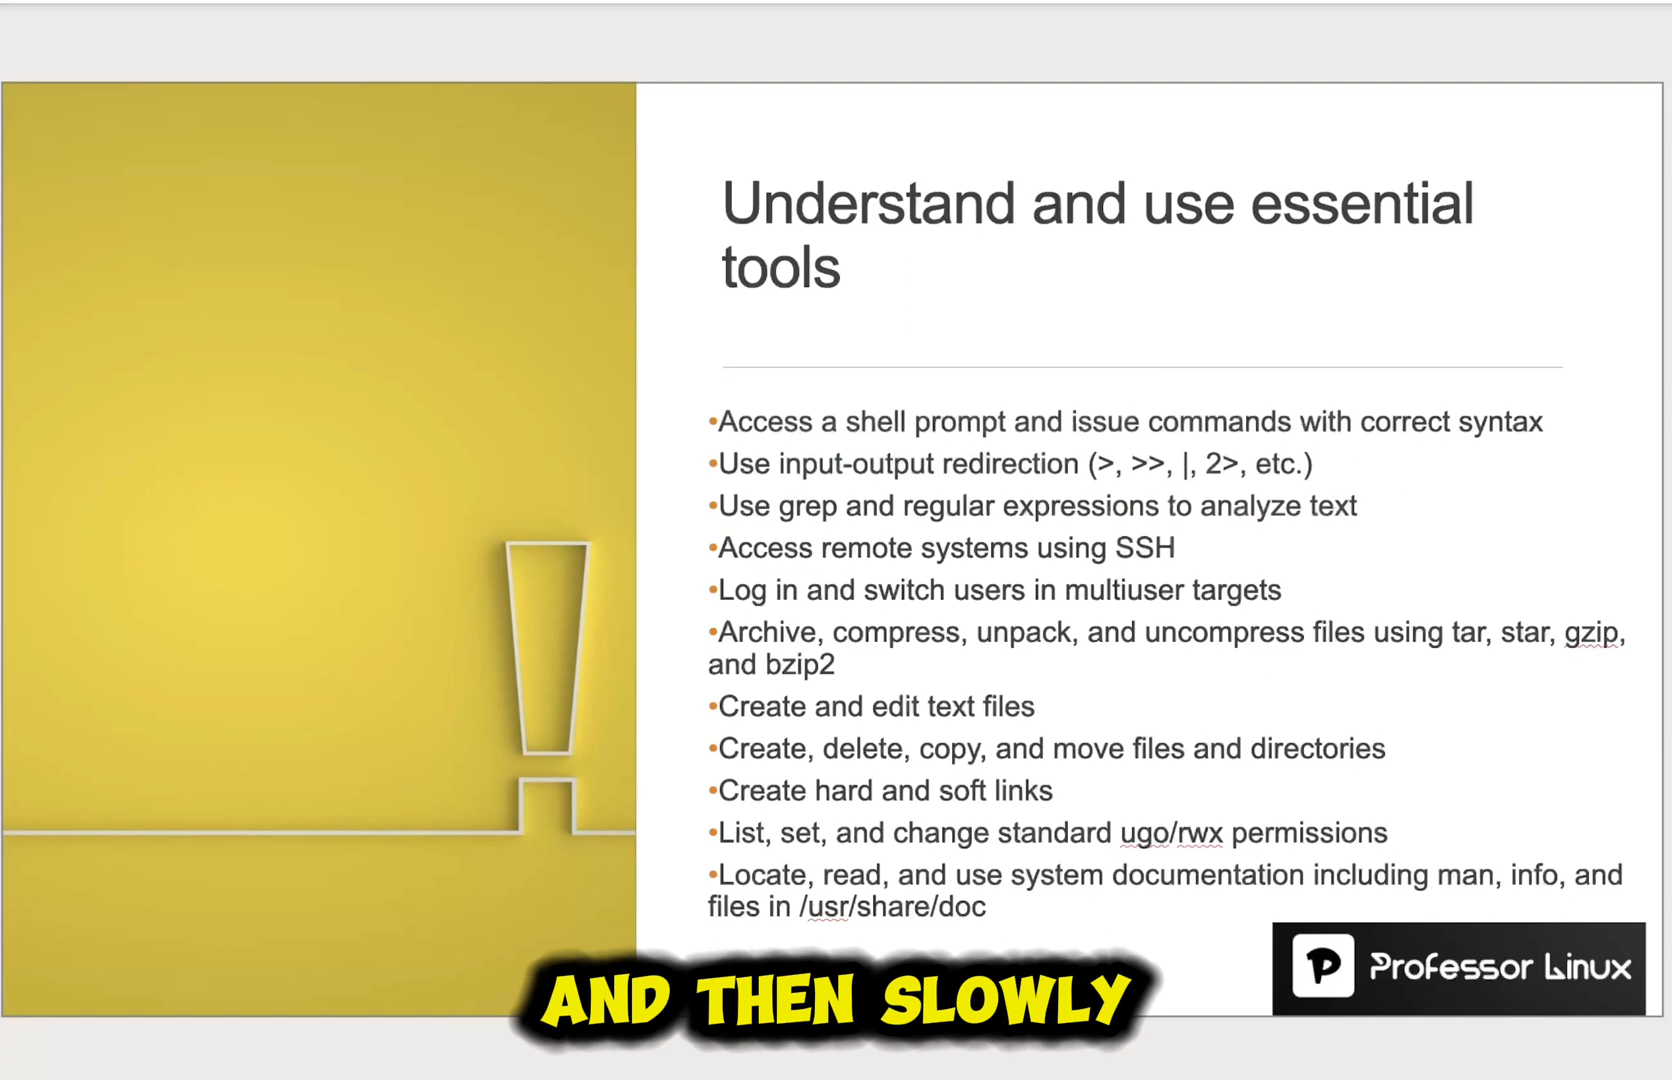 Understand and use essential
tools
•Access a shell prompt and issue commands with correct syntax
•Use input-output redirection (>, >>, |, 2>, etc.)
•Use grep and regular expressions to analyze text
•Access remote systems using SSH
•Log in and switch users in multiuser targets
•Archive, compress, unpack, and uncompress files using tar, star, gzip,
and bzip2
•Create and edit text files
•Create, delete, copy, and move files and directories
•Create hard and soft links
•List, set, and change standard ugo/rwx permissions
•Locate, read, and use system documentation including man, info, and
files in /usr/share/doc
P Professor Linux
AND THEN SLOWLY